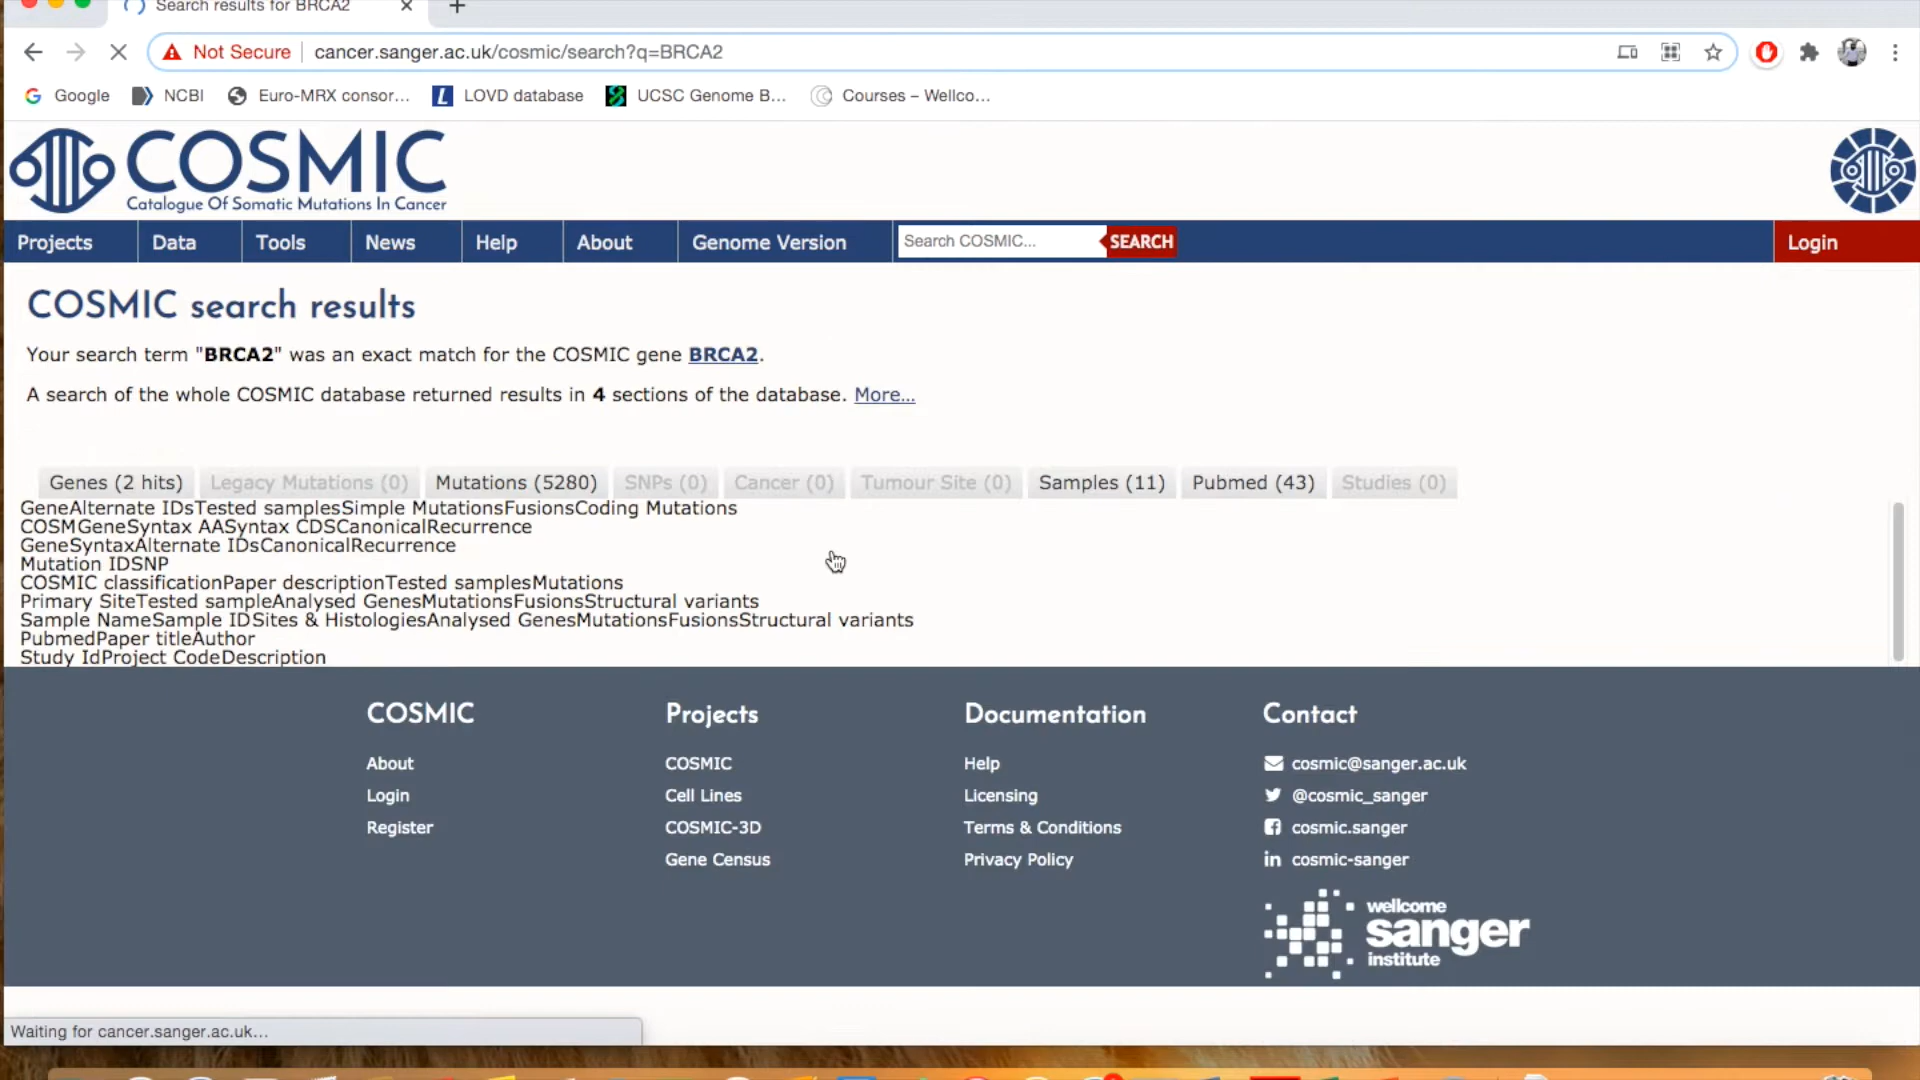 Search results for BRCA2
Not Secure cancer.sanger.ac.uk/cosmic/search?q=BRCA2
Google NCBI Euro-MRX consor... LOVD database UCSC Genome B... Courses – Wellco...
COSMIC
Catalogue Of Somatic Mutations In Cancer
Projects Data Tools News Help About Genome Version Search COSMIC... SEARCH Login
COSMIC search results
Your search term "BRCA2" was an exact match for the COSMIC gene BRCA2.
A search of the whole COSMIC database returned results in 4 sections of the database. More...
Genes (2 hits) Legacy Mutations (0) Mutations (5280) SNPs (0) Cancer (0) Tumour Site (0) Samples (11) Pubmed (43) Studies (0)
GeneAlternate IDsTested samplesSimple MutationsFusionsCoding Mutations
COSMGeneSyntax AASyntax CDSCanonicalRecurrence
GeneSyntaxAlternate IDsCanonicalRecurrence
Mutation IDSNP
COSMIC classificationPaper descriptionTested samplesMutations
Primary SiteTested sampleAnalysed GenesMutationsFusionsStructural variants
Sample NameSample IDSites & HistologiesAnalysed GenesMutationsFusionsStructural variants
PubmedPaper titleAuthor
Study IdProject CodeDescription
COSMIC Projects Documentation Contact
About COSMIC Help cosmic@sanger.ac.uk
Login Cell Lines Licensing @cosmic_sanger
Register COSMIC-3D Terms & Conditions cosmic.sanger
Gene Census Privacy Policy cosmic-sanger
wellcome
sanger
institute
Waiting for cancer.sanger.ac.uk...